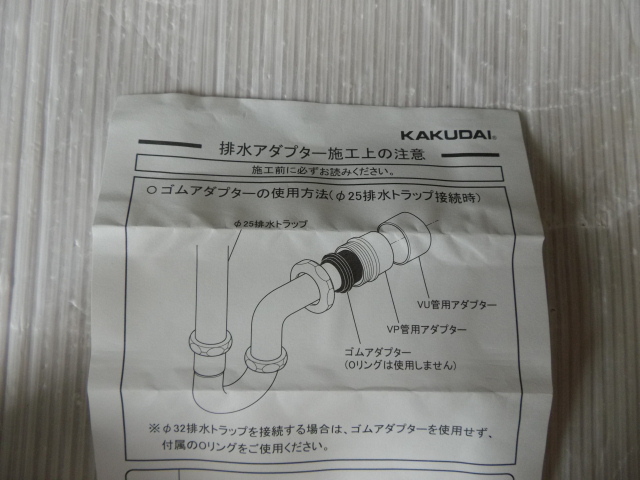 KAKUDAI®
排水アダプター施工上の注意
施工前に必ずお読みください。
○ゴムアダプターの使用方法(φ25排水トラップ接続時)
φ25排水トラップ
VU管用アダプター
VP管用アダプター
ゴムアダプター
(Oリングは使用しません)
※φ32排水トラップを接続する場合は、ゴムアダプターを使用せず、
付属のOリングをご使用ください。